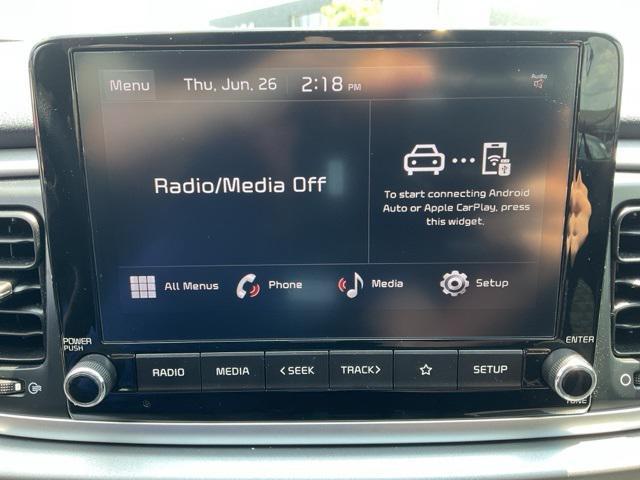 Menu
Thu, Jun. 26
2:18 PM
Audio
Radio/Media Off
To start connecting Android
Auto or Apple CarPlay, press
this widget.
All Menus
Phone
Media
Setup
POWER
PUSH
RADIO
MEDIA
< SEEK
TRACK >
SETUP
ENTER
TUNE